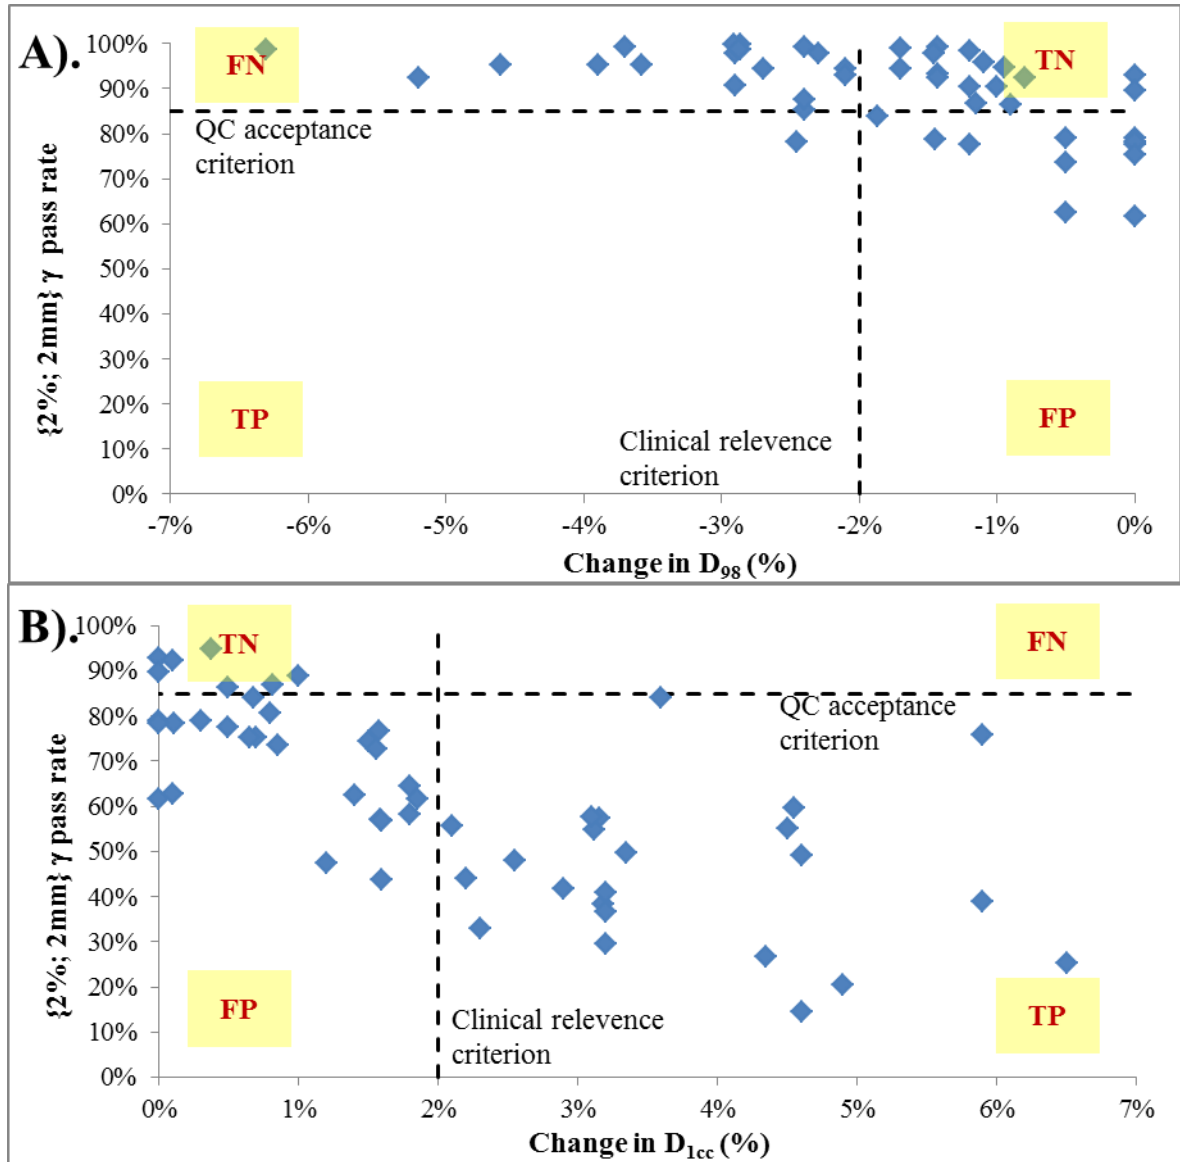 A).
100%
90%
80%
70%
60%
50%
40%
30%
20%
10%
0%
{2%; 2mm} γ pass rate
FN
TN
QC acceptance
criterion
TP
FP
Clinical relevence
criterion
-7%
-6%
-5%
-4%
-3%
-2%
-1%
0%
Change in D98 (%)
B).
100%
90%
80%
70%
60%
50%
40%
30%
20%
10%
0%
{2%; 2mm} γ pass rate
TN
FN
QC acceptance
criterion
FP
TP
Clinical relevence
criterion
0%
1%
2%
3%
4%
5%
6%
7%
Change in D1cc (%)